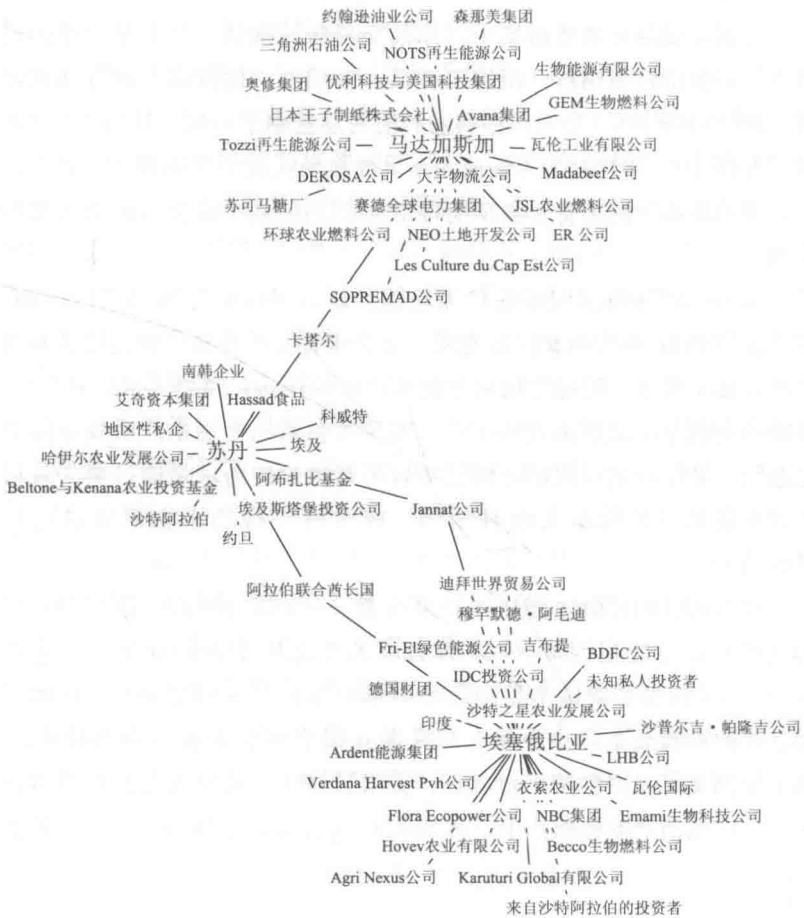 约翰逊油业公司 森那美集团
三角洲石油公司 NOTS再生能源公司
生物能源有限公司
奥修集团 优利科技与美国科技集团
GEM生物燃料公司
日本王子制纸株式会社 Avana集团
Tozzi再生能源公司 马达加斯加 瓦伦工业有限公司
DEKOSA公司 大宇物流公司 Madabeef公司
苏可马糖厂 赛德全球电力集团 JSL农业燃料公司
环球农业燃料公司 NEO土地开发公司 ER 公司
Les Culture du Cap Est公司
SOPREMAD公司
卡塔尔
南韩企业
艾奇资本集团 Hassad食品
科威特
地区性私企
苏丹 埃及
哈伊尔农业发展公司
阿布扎比基金
Beltone与Kenana农业投资基金
埃及斯塔堡投资公司 Jannat公司
沙特阿拉伯
约旦
迪拜世界贸易公司
阿拉伯联合酋长国
穆罕默德·阿毛迪
Fri-El绿色能源公司 吉布提
BDFC公司
IDC投资公司 未知私人投资者
德国财团
沙特之星农业发展公司
印度 沙普尔吉·帕隆吉公司
埃塞俄比亚
Ardent能源集团 LHB公司
Verdana Harvest Pvh公司 衣索农业公司 瓦伦国际
Flora Ecopower公司 NBC集团 Emami生物科技公司
Hovev农业有限公司 Becco生物燃料公司
Agri Nexus公司 Karuturi Global有限公司
来自沙特阿拉伯的投资者